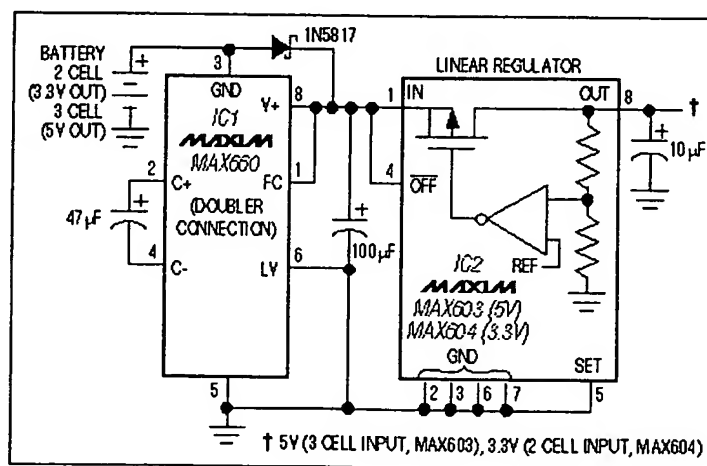 1N5817
BATTERY
2 CELL
(3.3V OUT)
3 CELL
(5V OUT)
+
3
GND
IC1
MAXIM
MAX660
(DOUBLER
CONNECTION)
8
V+
1
FC
6
LV
2
C+
+
47µF
4
C-
5
+
100µF
LINEAR REGULATOR
1
IN
OUT
8
†
4
OFF
+
10µF
REF
IC2
MAXIM
MAX603 (5V)
MAX604 (3.3V)
GND
SET
2
3
6
7
5
† 5V (3 CELL INPUT, MAX603), 3.3V (2 CELL INPUT, MAX604)